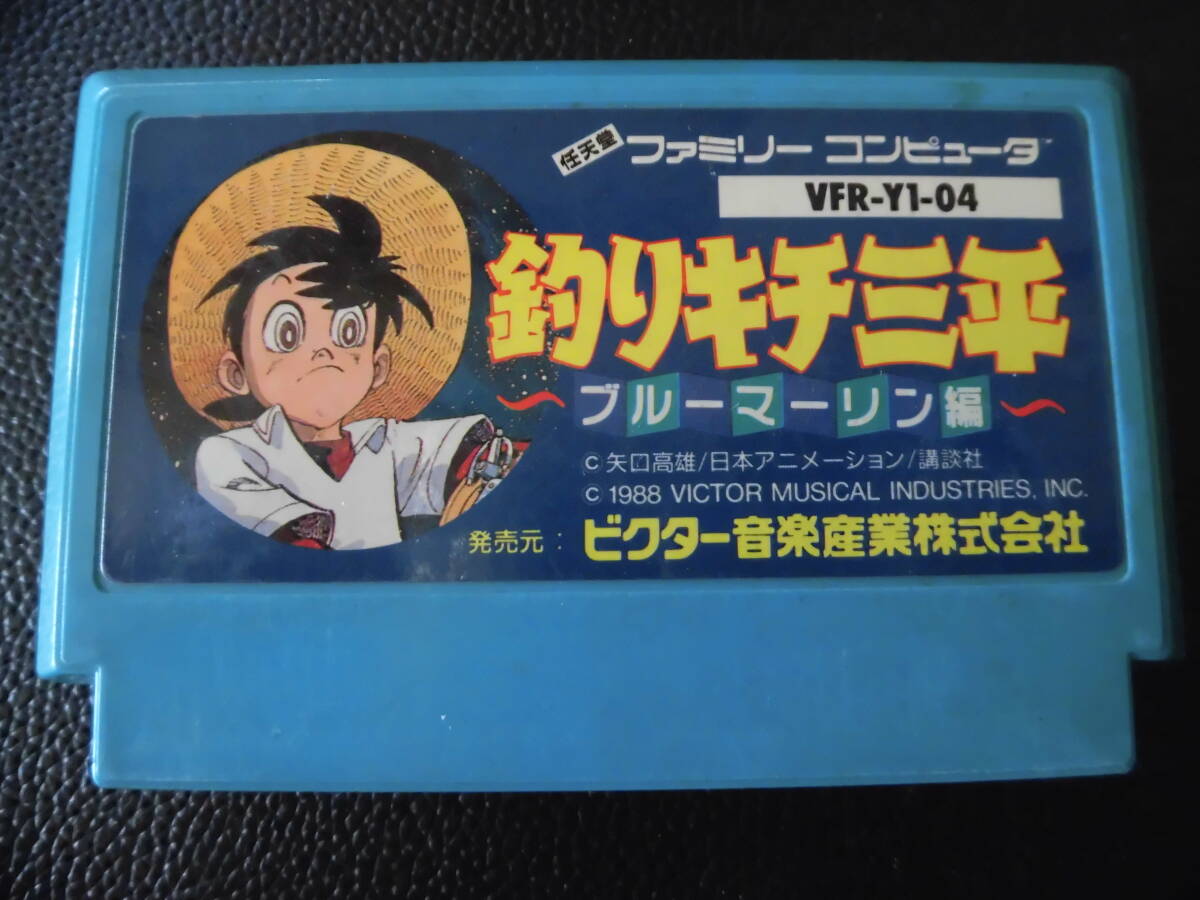 任天堂 ファミリー コンピュータ™
VFR-Y1-04
釣りキチ三平
~ブルーマーリン編~
© 矢口高雄/日本アニメーション/講談社
© 1988 VICTOR MUSICAL INDUSTRIES, INC.
発売元: ビクター音楽産業株式会社